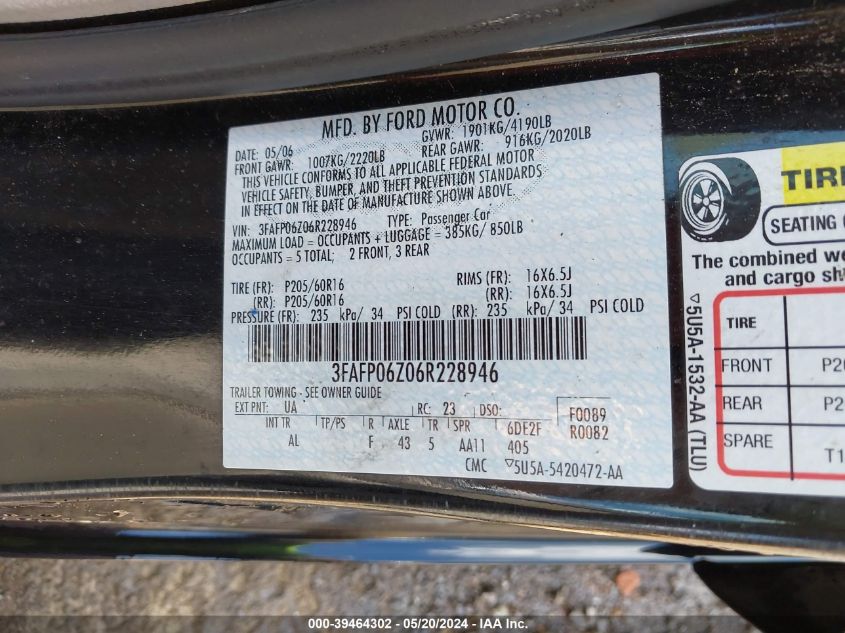 MFD. BY FORD MOTOR CO.
DATE: 05/06 GVWR: 1901KG/4190LB
FRONT GAWR: 1007KG/2220LB REAR GAWR: 916KG/2020LB
THIS VEHICLE CONFORMS TO ALL APPLICABLE FEDERAL MOTOR
VEHICLE SAFETY, BUMPER, AND THEFT PREVENTION STANDARDS
IN EFFECT ON THE DATE OF MANUFACTURE SHOWN ABOVE.
VIN: 3FAFP06Z06R228946 TYPE: Passenger Car
MAXIMUM LOAD = OCCUPANTS + LUGGAGE = 385KG/ 850LB
OCCUPANTS = 5 TOTAL; 2 FRONT, 3 REAR
TIRE (FR): P205/60R16 RIMS (FR): 16X6.5J
(RR): P205/60R16 (RR): 16X6.5J
PRESSURE (FR): 235 kPa/ 34 PSI COLD (RR): 235 kPa/ 34 PSI COLD
3FAFP06Z06R228946
TRAILER TOWING - SEE OWNER GUIDE
EXT PNT: UA RC: 23 DSO: F0089
INT TR TP/PS R AXLE TR SPR 6DE2F R0082
AL F 43 5 AA11 405
CMC ▽5U5A-5420472-AA
TIR
SEATING
The combined
and cargo
▽5U5A-1532-AA (TLU)
TIRE
FRONT P2
REAR P2
SPARE T1
000-39464302 - 05/20/2024 - IAA Inc.